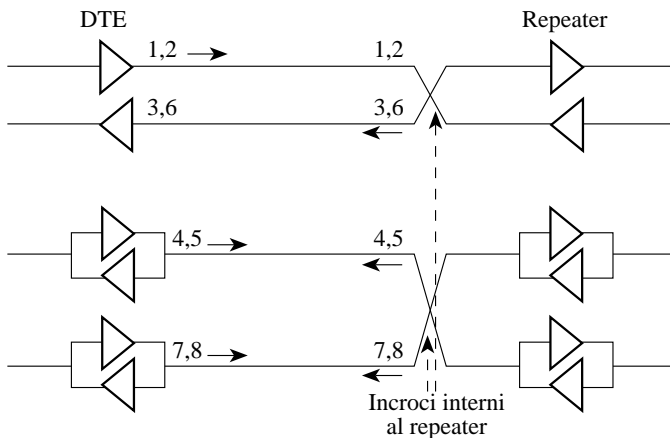 DTE Repeater
1,2 1,2
3,6 3,6
4,5 4,5
7,8 7,8
Incroci interni
al repeater